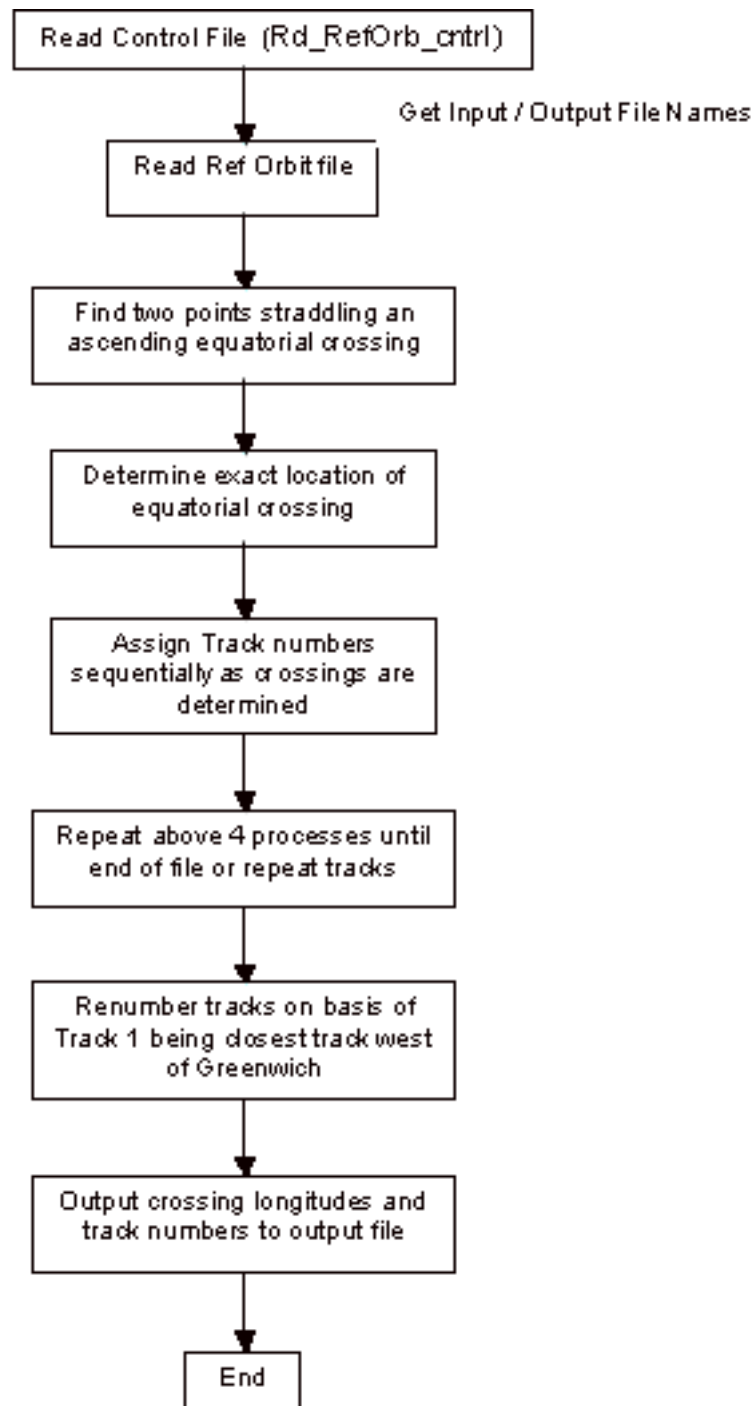 Read Control File (Rd_RefOrb_cntrl)
Get Input / Output File Names
Read Ref Orbit file
Find two points straddling an
ascending equatorial crossing
Determine exact location of
equatorial crossing
Assign Track numbers
sequentially as crossings are
determined
Repeat above 4 processes until
end of file or repeat tracks
Renumber tracks on basis of
Track 1 being closest track west
of Greenwich
Output crossing longitudes and
track numbers to output file
End